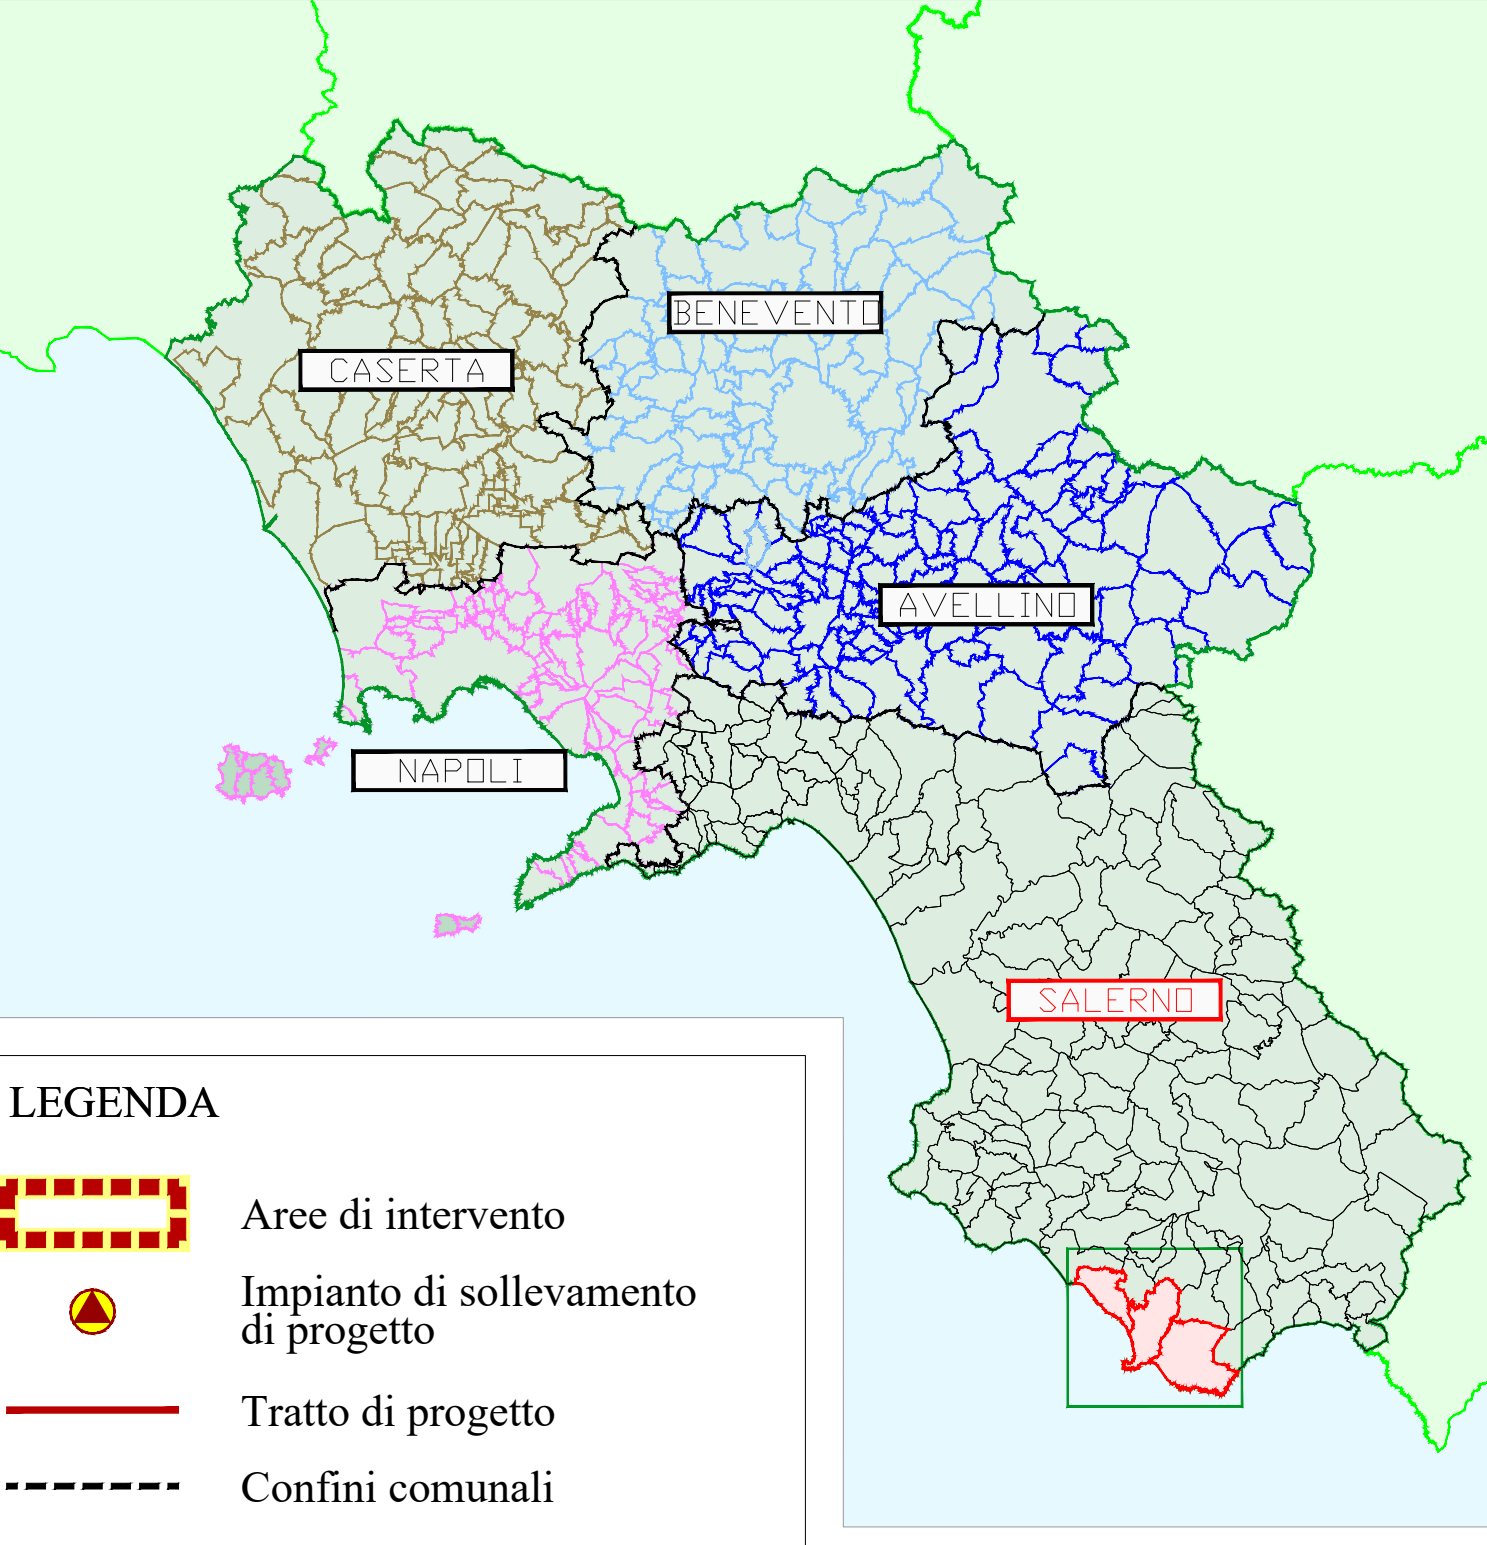 BENEVENTO
CASERTA
AVELLINO
NAPOLI
SALERNO
LEGENDA
Aree di intervento
Impianto di sollevamento
di progetto
Tratto di progetto
Confini comunali